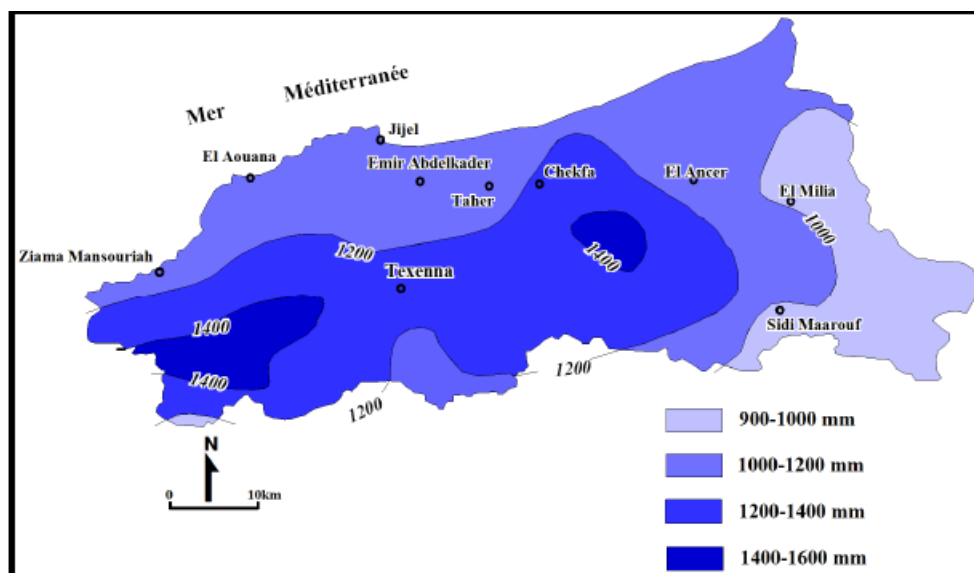 Mer Méditerranée
Jijel
El Aouana
Emir Abdelkader
Taher
Chekfa
El Ancer
El Milia
1000
1200
1400
Ziama Mansouriah
Texenna
1400
Sidi Maarouf
1400
1200
1200
N
0 10km
900-1000 mm
1000-1200 mm
1200-1400 mm
1400-1600 mm